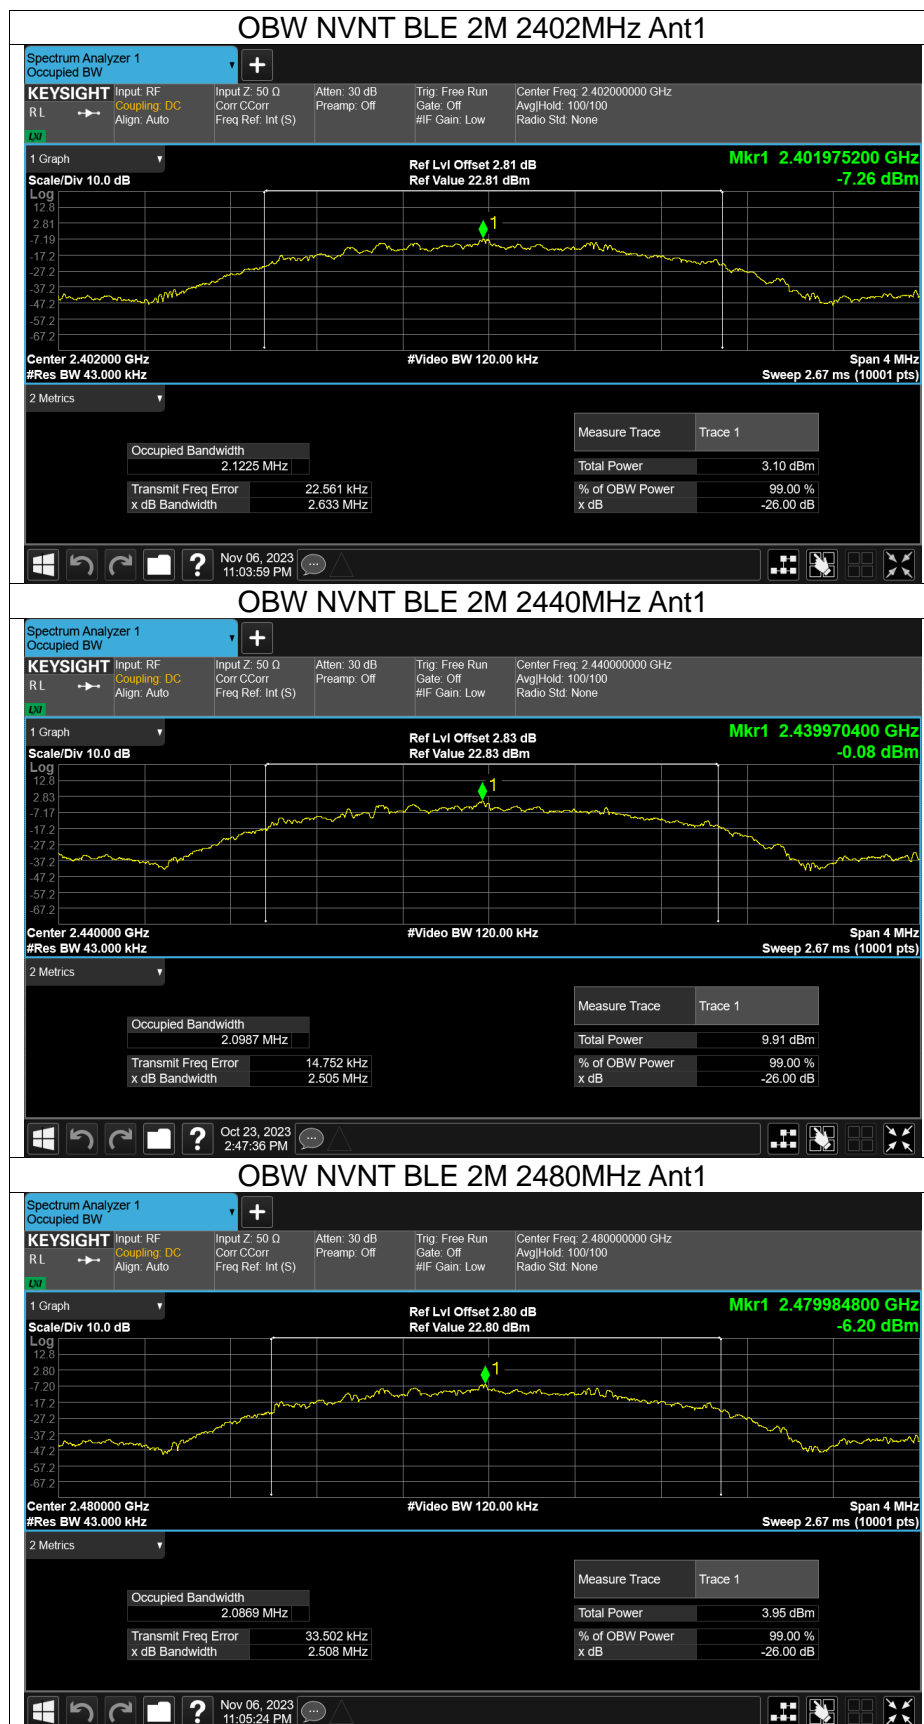 OBW NVNT BLE 2M 2402MHz Ant1
Spectrum Analyzer 1
Occupied BW
+
KEYSIGHT Input: RF Input Z: 50 Ω Atten: 30 dB Trig: Free Run Center Freq: 2.402000000 GHz
R L Coupling: DC Corr CCorr Preamp: Off Gate: Off Avg|Hold: 100/100
Align: Auto Freq Ref: Int (S) #IF Gain: Low Radio Std: None
LXI
1 Graph Ref Lvl Offset 2.81 dB Mkr1 2.401975200 GHz
Scale/Div 10.0 dB Ref Value 22.81 dBm -7.26 dBm
Log
12.8
2.81
-7.19
-17.2
-27.2
-37.2
-47.2
-57.2
-67.2
1
Center 2.402000 GHz #Video BW 120.00 kHz Span 4 MHz
#Res BW 43.000 kHz Sweep 2.67 ms (10001 pts)
2 Metrics
Measure Trace Trace 1
Occupied Bandwidth
2.1225 MHz Total Power 3.10 dBm
Transmit Freq Error 22.561 kHz % of OBW Power 99.00 %
x dB Bandwidth 2.633 MHz x dB -26.00 dB
? Nov 06, 2023
11:03:59 PM
OBW NVNT BLE 2M 2440MHz Ant1
Spectrum Analyzer 1
Occupied BW
+
KEYSIGHT Input: RF Input Z: 50 Ω Atten: 30 dB Trig: Free Run Center Freq: 2.440000000 GHz
R L Coupling: DC Corr CCorr Preamp: Off Gate: Off Avg|Hold: 100/100
Align: Auto Freq Ref: Int (S) #IF Gain: Low Radio Std: None
LXI
1 Graph Ref Lvl Offset 2.83 dB Mkr1 2.439970400 GHz
Scale/Div 10.0 dB Ref Value 22.83 dBm -0.08 dBm
Log
12.8
2.83
-7.17
-17.2
-27.2
-37.2
-47.2
-57.2
-67.2
1
Center 2.440000 GHz #Video BW 120.00 kHz Span 4 MHz
#Res BW 43.000 kHz Sweep 2.67 ms (10001 pts)
2 Metrics
Measure Trace Trace 1
Occupied Bandwidth
2.0987 MHz Total Power 9.91 dBm
Transmit Freq Error 14.752 kHz % of OBW Power 99.00 %
x dB Bandwidth 2.505 MHz x dB -26.00 dB
? Oct 23, 2023
2:47:36 PM
OBW NVNT BLE 2M 2480MHz Ant1
Spectrum Analyzer 1
Occupied BW
+
KEYSIGHT Input: RF Input Z: 50 Ω Atten: 30 dB Trig: Free Run Center Freq: 2.480000000 GHz
R L Coupling: DC Corr CCorr Preamp: Off Gate: Off Avg|Hold: 100/100
Align: Auto Freq Ref: Int (S) #IF Gain: Low Radio Std: None
LXI
1 Graph Ref Lvl Offset 2.80 dB Mkr1 2.479984800 GHz
Scale/Div 10.0 dB Ref Value 22.80 dBm -6.20 dBm
Log
12.8
2.80
-7.20
-17.2
-27.2
-37.2
-47.2
-57.2
-67.2
1
Center 2.480000 GHz #Video BW 120.00 kHz Span 4 MHz
#Res BW 43.000 kHz Sweep 2.67 ms (10001 pts)
2 Metrics
Measure Trace Trace 1
Occupied Bandwidth
2.0869 MHz Total Power 3.95 dBm
Transmit Freq Error 33.502 kHz % of OBW Power 99.00 %
x dB Bandwidth 2.508 MHz x dB -26.00 dB
? Nov 06, 2023
11:05:24 PM